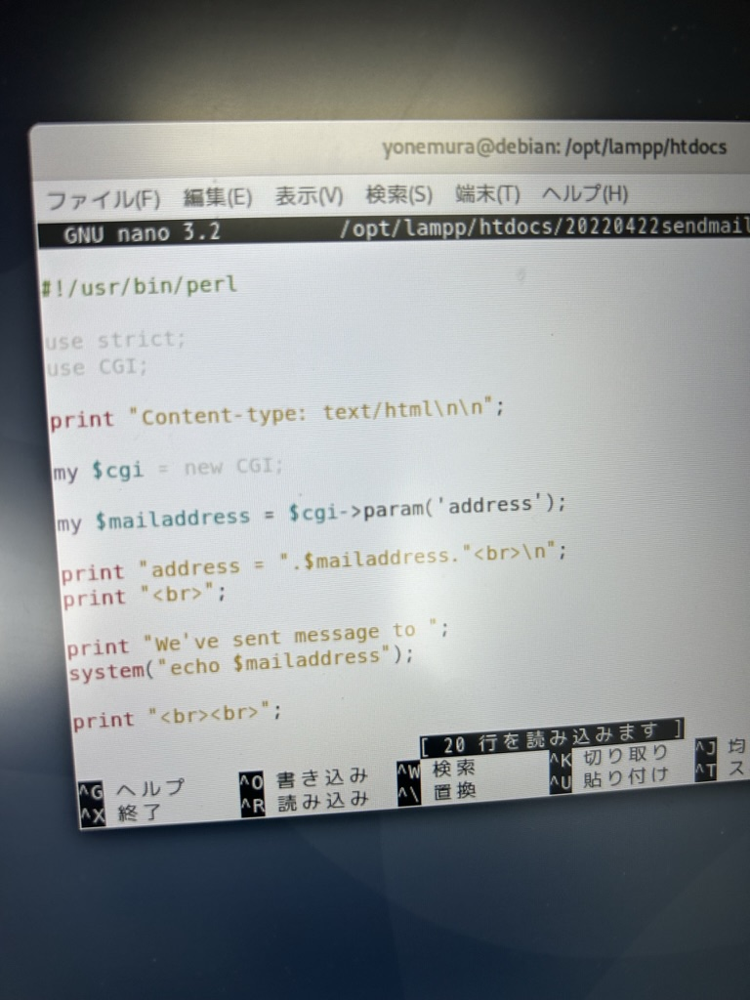 yonemura@debian: /opt/lampp/htdocs
ファイル(F) 編集(E) 表示(V) 検索(S) 端末(T) ヘルプ(H)
GNU nano 3.2 /opt/lampp/htdocs/20220422sendmail
#!/usr/bin/perl
use strict;
use CGI;
print "Content-type: text/html\n\n";
my $cgi = new CGI;
my $mailaddress = $cgi->param('address');
print "address = ".$mailaddress."<br>\n";
print "<br>";
print "We've sent message to ";
system("echo $mailaddress");
print "<br><br>";
[ 20 行を読み込みます ]
^G ヘルプ ^O 書き込み ^W 検索 ^K 切り取り ^J 均
^X 終了 ^R 読み込み ^\ 置換 ^U 貼り付け ^T ス